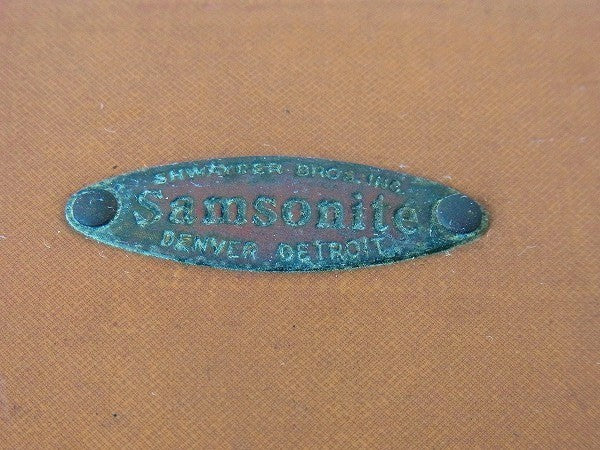 SHWAYDER BROS. INC.
Samsonite
DENVER DETROIT